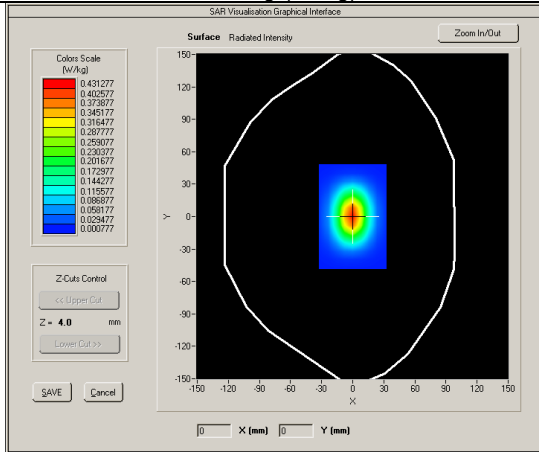 SAR Visualisation Graphical Interface
Surface Radiated Intensity
Zoom In/Out
Colors Scale
(W/kg)
0.431277
0.402577
0.373877
0.345177
0.316477
0.287777
0.259077
0.230377
0.201677
0.172977
0.144277
0.115577
0.086877
0.058177
0.029477
0.000777
Z-Cuts Control
<< Upper Cut
Z = 4.0 mm
Lower Cut >>
SAVE Cancel
150
120
90
60
30
0
-30
-60
-90
-120
-150
Y
-150 -120 -90 -60 -30 0 30 60 90 120 150
X
0 X (mm) 0 Y (mm)